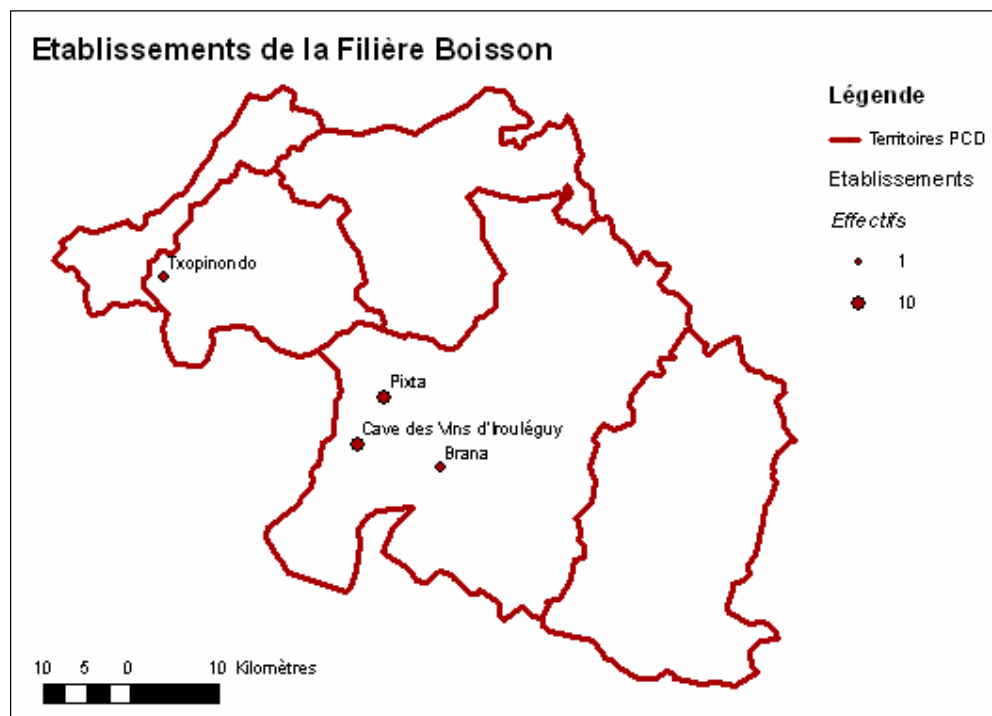 Etablissements de la Filière Boisson
Légende
Territoires PCD
Etablissements
Effectifs
1
10
Txopinondo
Pixta
Cave des Vins d'Irouléguy
Brana
10 5 0 10 Kilomètres